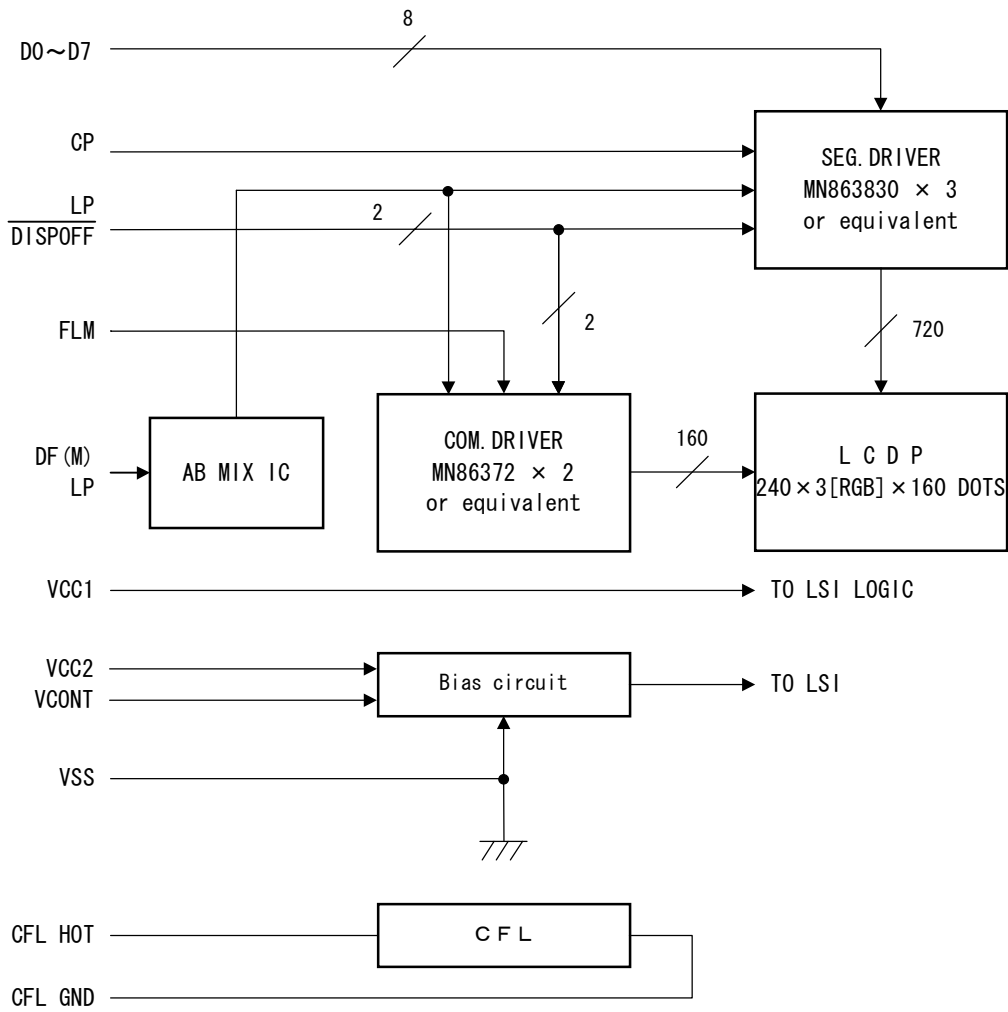 8
D0～D7
CP
SEG.DRIVER
MN863830 × 3
or equivalent
LP
DISPOFF
2
FLM
2
720
DF(M)
LP
AB MIX IC
COM.DRIVER
MN86372 × 2
or equivalent
160
L C D P
240×3[RGB]×160 DOTS
VCC1
TO LSI LOGIC
VCC2
VCONT
Bias circuit
TO LSI
VSS
CFL HOT
CFL
CFL GND